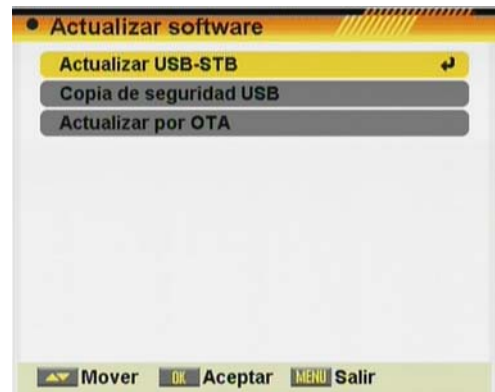 Actualizar software
Actualizar USB-STB
Copia de seguridad USB
Actualizar por OTA
Mover OK Aceptar MENU Salir